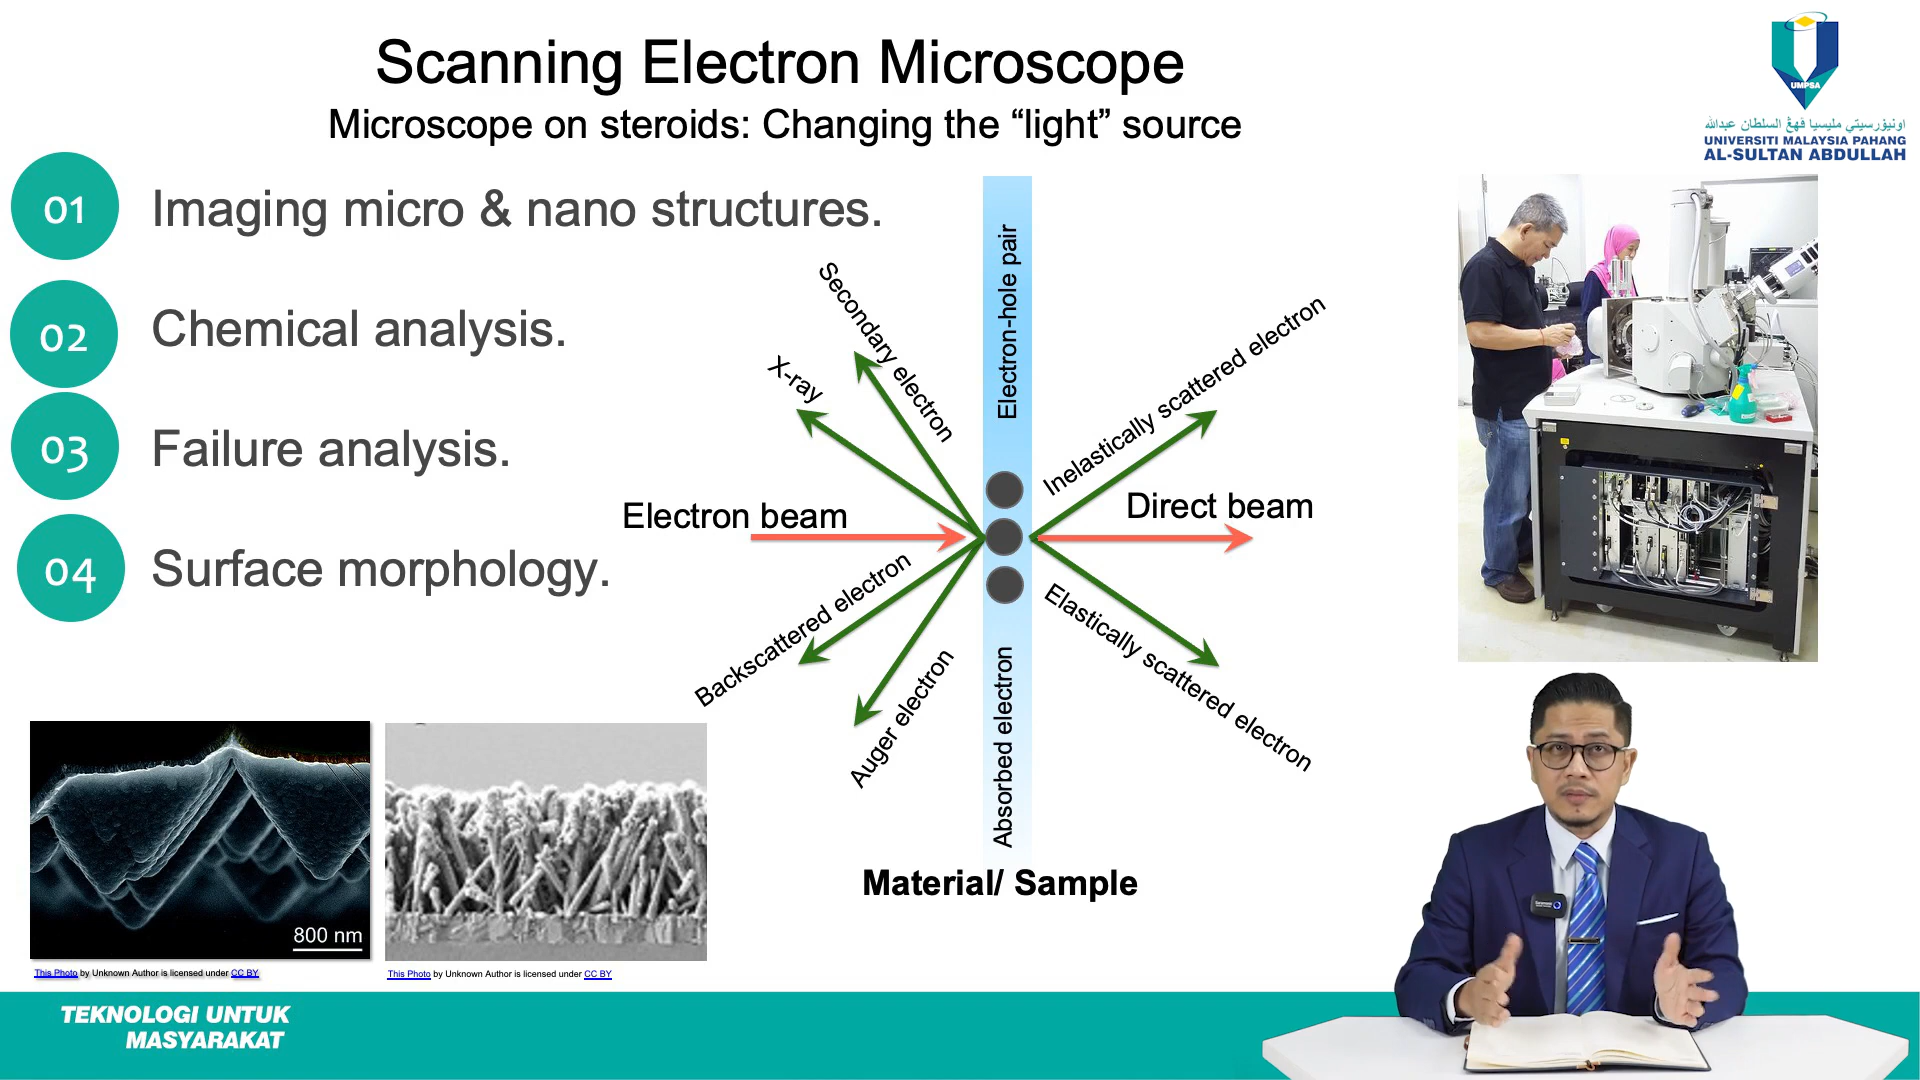 Scanning Electron Microscope
Microscope on steroids: Changing the “light” source
UMPSA
اونيۏرسيتي مليسيا ڤهڠ السلطان عبدالله
UNIVERSITI MALAYSIA PAHANG
AL-SULTAN ABDULLAH
01 Imaging micro & nano structures.
02 Chemical analysis.
03 Failure analysis.
04 Surface morphology.
Secondary electron
X-ray
Electron beam
Backscattered electron
Auger electron
Electron-hole pair
Absorbed electron
Inelastically scattered electron
Direct beam
Elastically scattered electron
Material/ Sample
800 nm
This Photo by Unknown Author is licensed under CC BY
This Photo by Unknown Author is licensed under CC BY
TEKNOLOGI UNTUK
MASYARAKAT